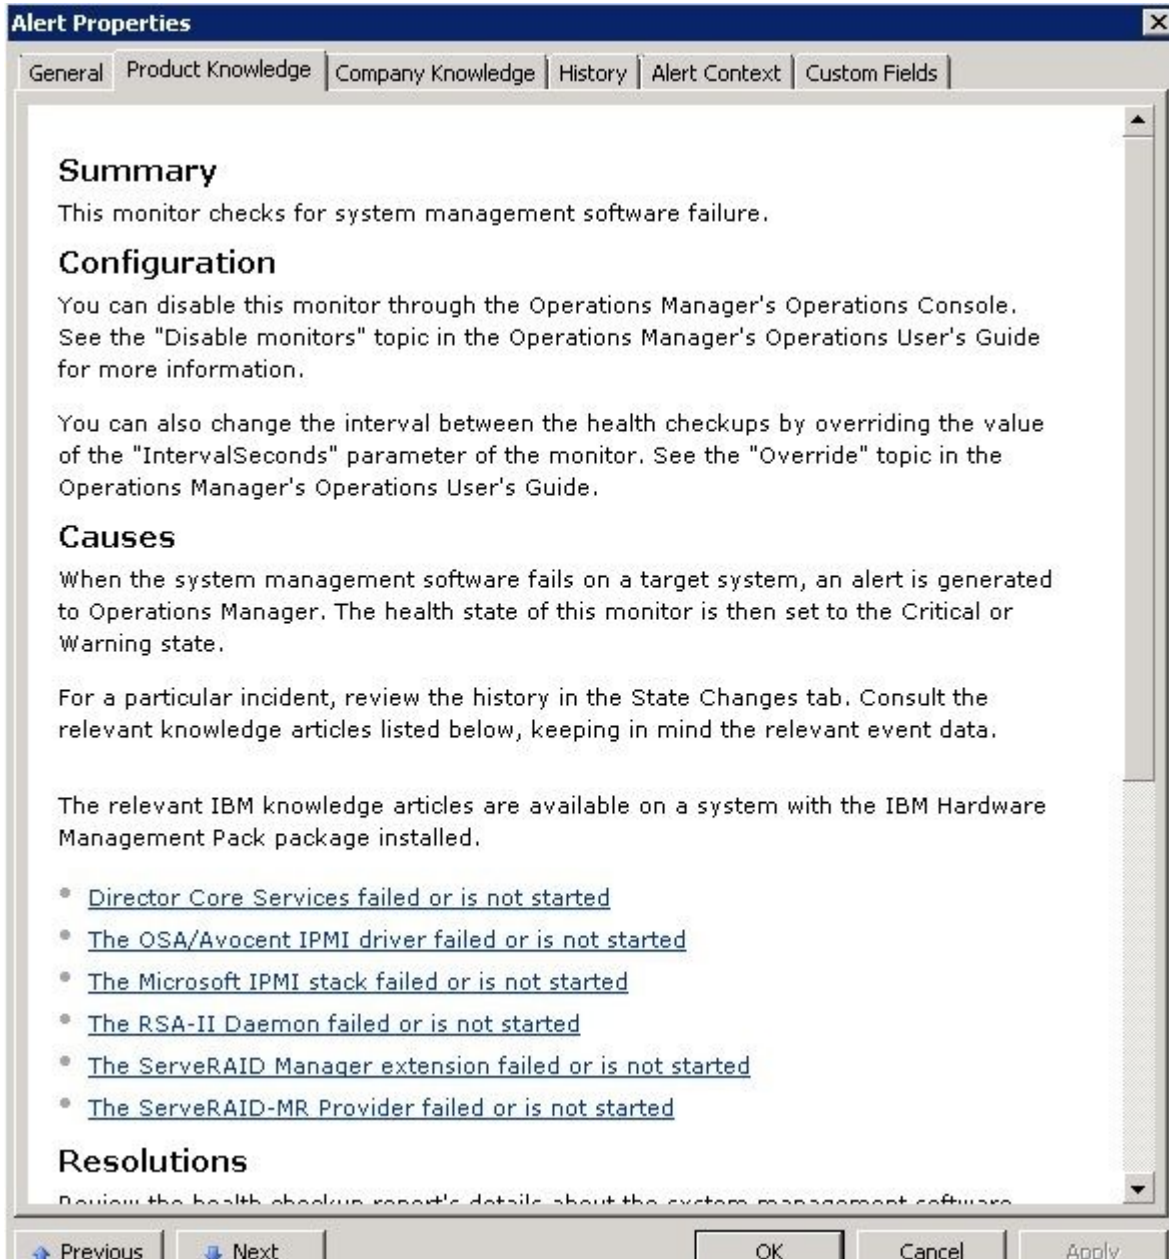 Alert Properties
General
Product Knowledge
Company Knowledge
History
Alert Context
Custom Fields
Summary
This monitor checks for system management software failure.
Configuration
You can disable this monitor through the Operations Manager's Operations Console.
See the "Disable monitors" topic in the Operations Manager's Operations User's Guide
for more information.
You can also change the interval between the health checkups by overriding the value
of the "IntervalSeconds" parameter of the monitor. See the "Override" topic in the
Operations Manager's Operations User's Guide.
Causes
When the system management software fails on a target system, an alert is generated
to Operations Manager. The health state of this monitor is then set to the Critical or
Warning state.
For a particular incident, review the history in the State Changes tab. Consult the
relevant knowledge articles listed below, keeping in mind the relevant event data.
The relevant IBM knowledge articles are available on a system with the IBM Hardware
Management Pack package installed.
Director Core Services failed or is not started
The OSA/Avocent IPMI driver failed or is not started
The Microsoft IPMI stack failed or is not started
The RSA-II Daemon failed or is not started
The ServeRAID Manager extension failed or is not started
The ServeRAID-MR Provider failed or is not started
Resolutions
Review the health checkup report's details about the system management software
Previous
Next
OK
Cancel
Apply